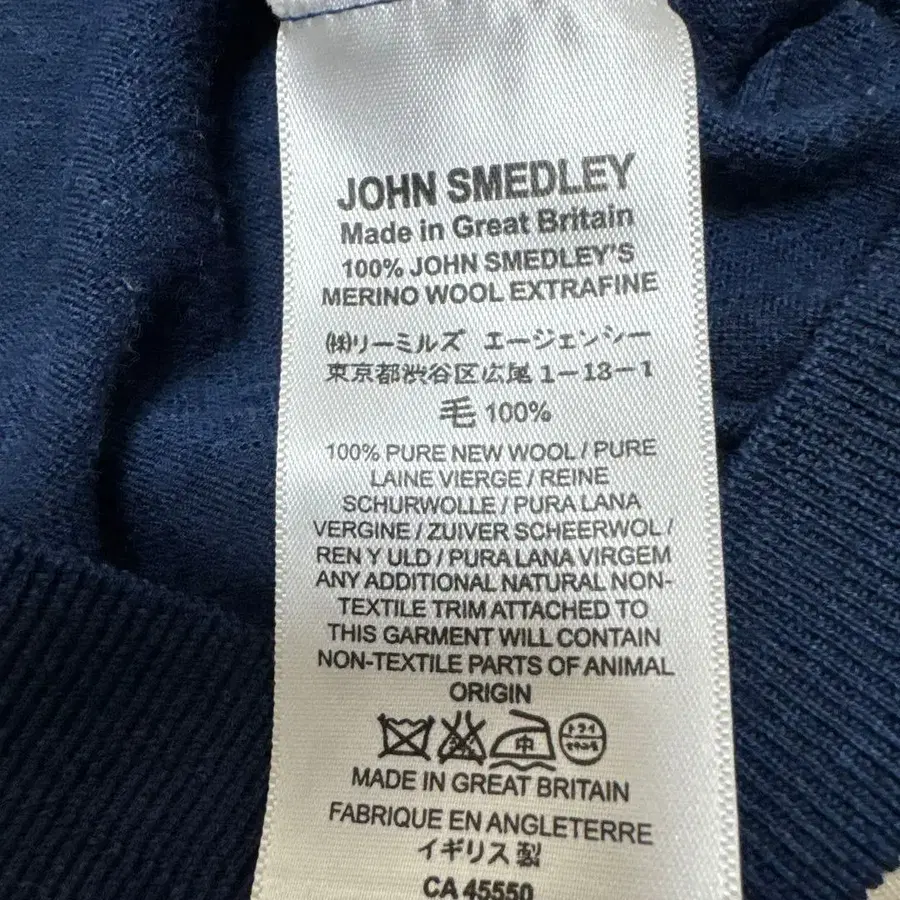 JOHN SMEDLEY
Made in Great Britain
100% JOHN SMEDLEY'S
MERINO WOOL EXTRAFINE
㈱リーミルズ エージェンシー
東京都渋谷区広尾 1-13-1
毛 100%
100% PURE NEW WOOL / PURE
LAINE VIERGE / REINE
SCHURWOLLE / PURA LANA
VERGINE / ZUIVER SCHEERWOL /
REN Y ULD / PURA LANA VIRGEM
ANY ADDITIONAL NATURAL NON-
TEXTILE TRIM ATTACHED TO
THIS GARMENT WILL CONTAIN
NON-TEXTILE PARTS OF ANIMAL
ORIGIN
中 ドライ
MADE IN GREAT BRITAIN
FABRIQUE EN ANGLETERRE
イギリス製
CA 45550